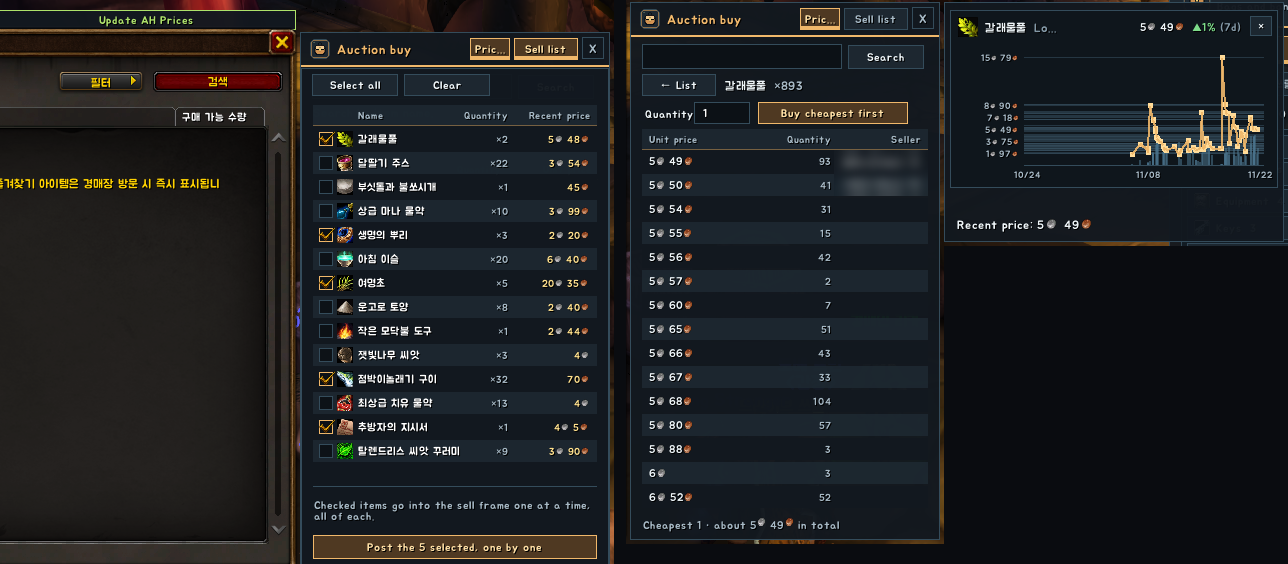 Update AH Prices
필터
검색
구매 가능 수량
즐겨찾기 아이템은 경매장 방문 시 즉시 표시됩니
Auction buy
Pric...
Sell list
X
Select all
Clear
Name Quantity Recent price
갈래물풀 ×2 5 48
달딸기 주스 ×22 3 54
부싯돌과 불쏘시개 ×1 45
상급 마나 물약 ×10 3 99
생명의 뿌리 ×3 2 20
아침 이슬 ×20 6 40
여명초 ×5 20 35
운고로 토양 ×8 2 40
작은 모닥불 도구 ×1 2 44
잿빛나무 씨앗 ×3 4
점박이놀래기 구이 ×32 70
최상급 치유 물약 ×13 4
추방자의 지시서 ×1 4 5
탈렌드리스 씨앗 꾸러미 ×9 3 90
Checked items go into the sell frame one at a time,
all of each.
Post the 5 selected, one by one
Auction buy
Pric...
Sell list
X
Search
← List
갈래물풀 ×893
Quantity 1
Buy cheapest first
Unit price Quantity Seller
5 49 93
5 50 41
5 54 31
5 55 15
5 56 42
5 57 2
5 60 7
5 65 51
5 66 43
5 67 33
5 68 104
5 80 57
5 88 3
6 3
6 52 52
Cheapest 1 · about 5 49 in total
갈래물풀 Lo...
5 49 ▲1% (7d)
×
15 79
8 90
7 18
5 49
3 75
1 97
10/24 11/08 11/22
Recent price: 5 49